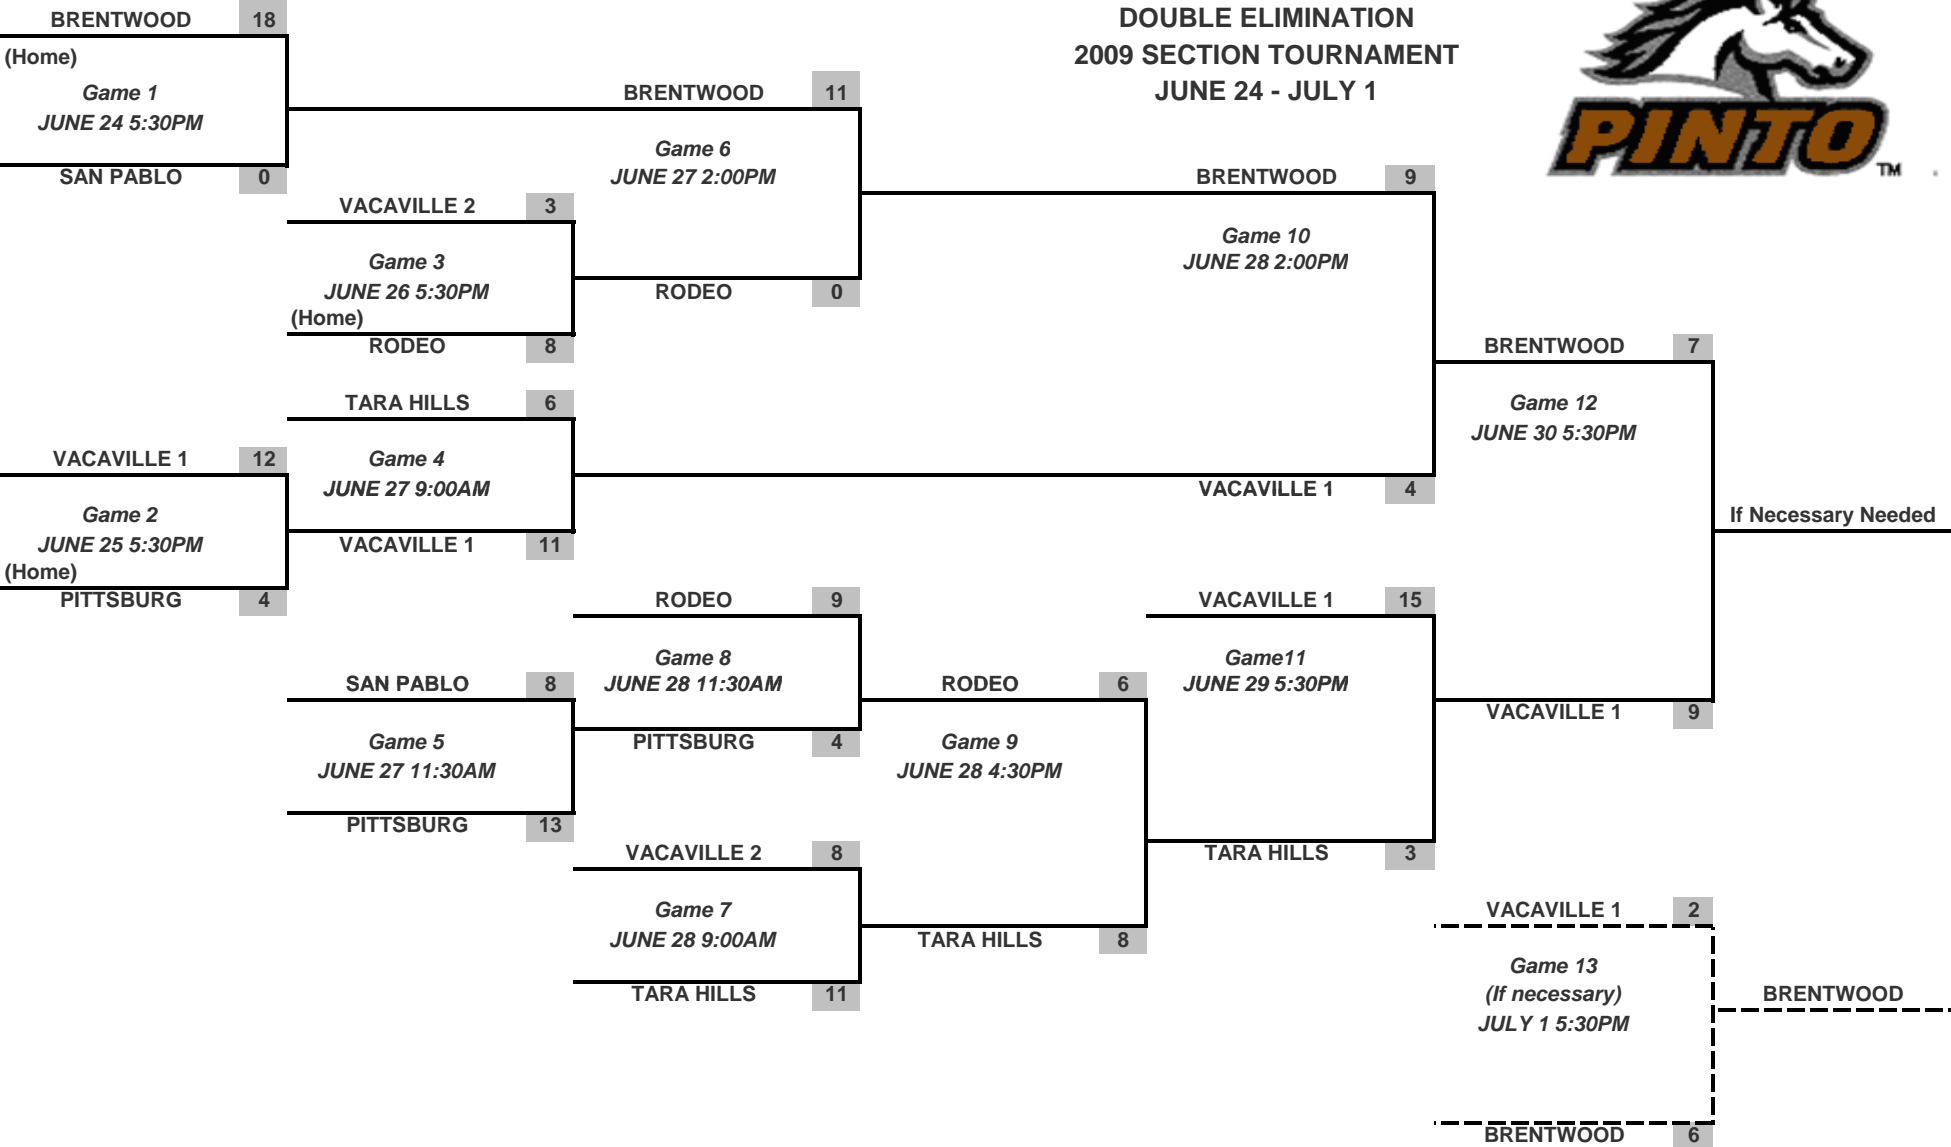 DOUBLE ELIMINATION
2009 SECTION TOURNAMENT
JUNE 24 - JULY 1
PINTO
TM
BRENTWOOD 18
(Home)
Game 1
JUNE 24 5:30PM
SAN PABLO 0
VACAVILLE 2 3
Game 3
JUNE 26 5:30PM
(Home)
RODEO 8
BRENTWOOD 11
Game 6
JUNE 27 2:00PM
RODEO 0
BRENTWOOD 9
Game 10
JUNE 28 2:00PM
VACAVILLE 1 4
TARA HILLS 6
Game 4
JUNE 27 9:00AM
VACAVILLE 1 11
VACAVILLE 1 12
Game 2
JUNE 25 5:30PM
(Home)
PITTSBURG 4
BRENTWOOD 7
Game 12
JUNE 30 5:30PM
VACAVILLE 1 9
If Necessary Needed
RODEO 9
Game 8
JUNE 28 11:30AM
PITTSBURG 4
SAN PABLO 8
Game 5
JUNE 27 11:30AM
PITTSBURG 13
RODEO 6
Game 9
JUNE 28 4:30PM
TARA HILLS 8
VACAVILLE 1 15
Game11
JUNE 29 5:30PM
TARA HILLS 3
VACAVILLE 2 8
Game 7
JUNE 28 9:00AM
TARA HILLS 11
VACAVILLE 1 2
Game 13
(If necessary)
JULY 1 5:30PM
BRENTWOOD 6
BRENTWOOD